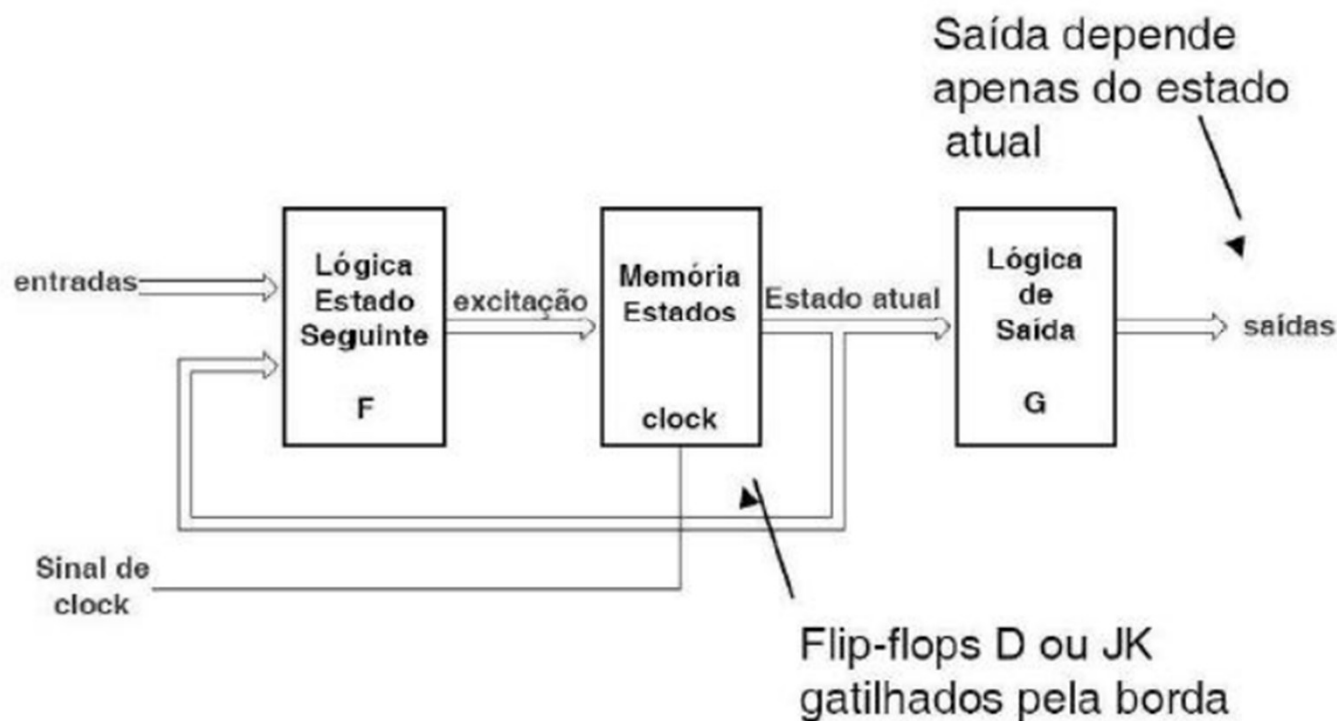 Saída depende
apenas do estado
atual
entradas
Lógica
Estado
Seguinte
F
excitação
Memória
Estados
clock
Estado atual
Lógica
de
Saída
G
saídas
Sinal de
clock
Flip-flops D ou JK
gatilhados pela borda